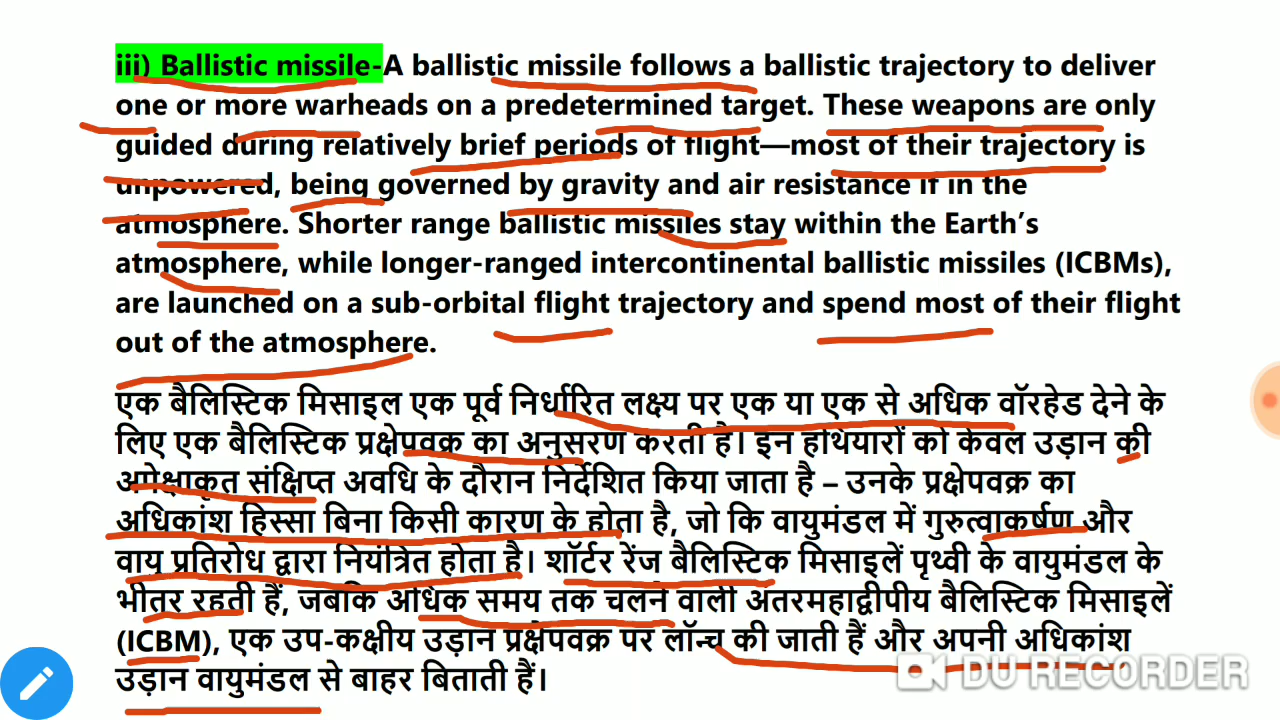 iii) Ballistic missile-A ballistic missile follows a ballistic trajectory to deliver
one or more warheads on a predetermined target. These weapons are only
guided during relatively brief periods of flight—most of their trajectory is
unpowered, being governed by gravity and air resistance if in the
atmosphere. Shorter range ballistic missiles stay within the Earth’s
atmosphere, while longer-ranged intercontinental ballistic missiles (ICBMs),
are launched on a sub-orbital flight trajectory and spend most of their flight
out of the atmosphere.
एक बैलिस्टिक मिसाइल एक पूर्व निर्धारित लक्ष्य पर एक या एक से अधिक वॉरहेड देने के
लिए एक बैलिस्टिक प्रक्षेपवक्र का अनुसरण करती है। इन हथियारों को केवल उड़ान की
अपेक्षाकृत संक्षिप्त अवधि के दौरान निर्देशित किया जाता है – उनके प्रक्षेपवक्र का
अधिकांश हिस्सा बिना किसी कारण के होता है, जो कि वायुमंडल में गुरुत्वाकर्षण और
वायु प्रतिरोध द्वारा नियंत्रित होता है। शॉर्टर रेंज बैलिस्टिक मिसाइलें पृथ्वी के वायुमंडल के
भीतर रहती हैं, जबकि अधिक समय तक चलने वाली अंतरमहाद्वीपीय बैलिस्टिक मिसाइलें
(ICBM), एक उप-कक्षीय उड़ान प्रक्षेपवक्र पर लॉन्च की जाती हैं और अपनी अधिकांश
उड़ान वायुमंडल से बाहर बिताती हैं।
DU RECORDER